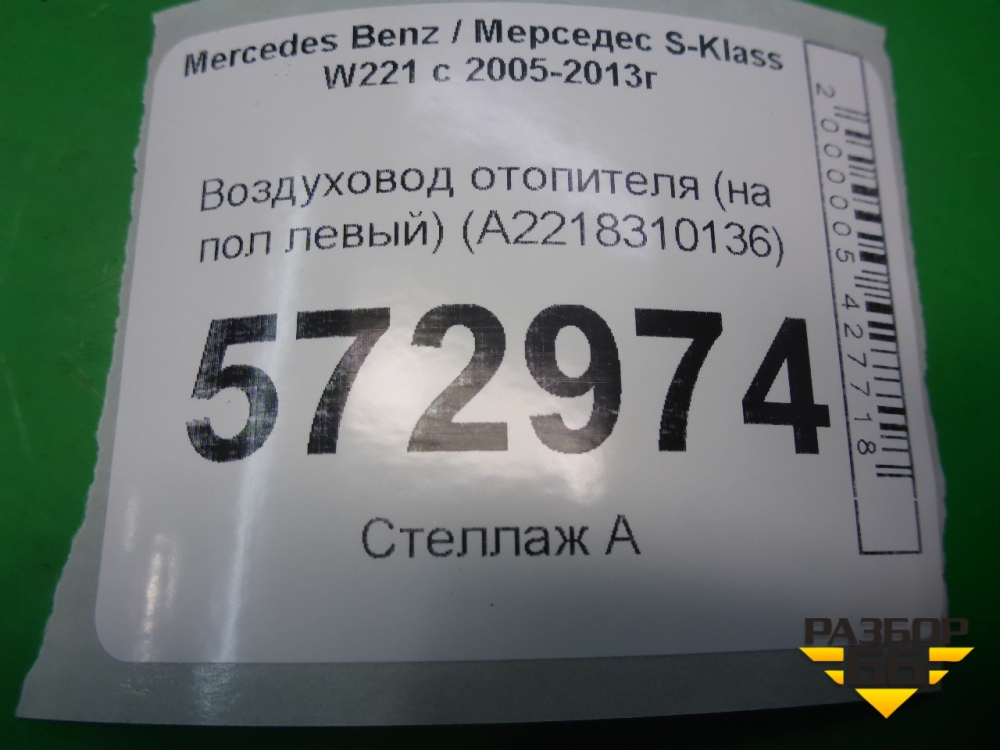 Mercedes Benz / Мерседес S-Klass
W221 с 2005-2013г
Воздуховод отопителя (на
пол левый) (A2218310136)
572974
Стеллаж А
2000005427718
РАЗБОР
66